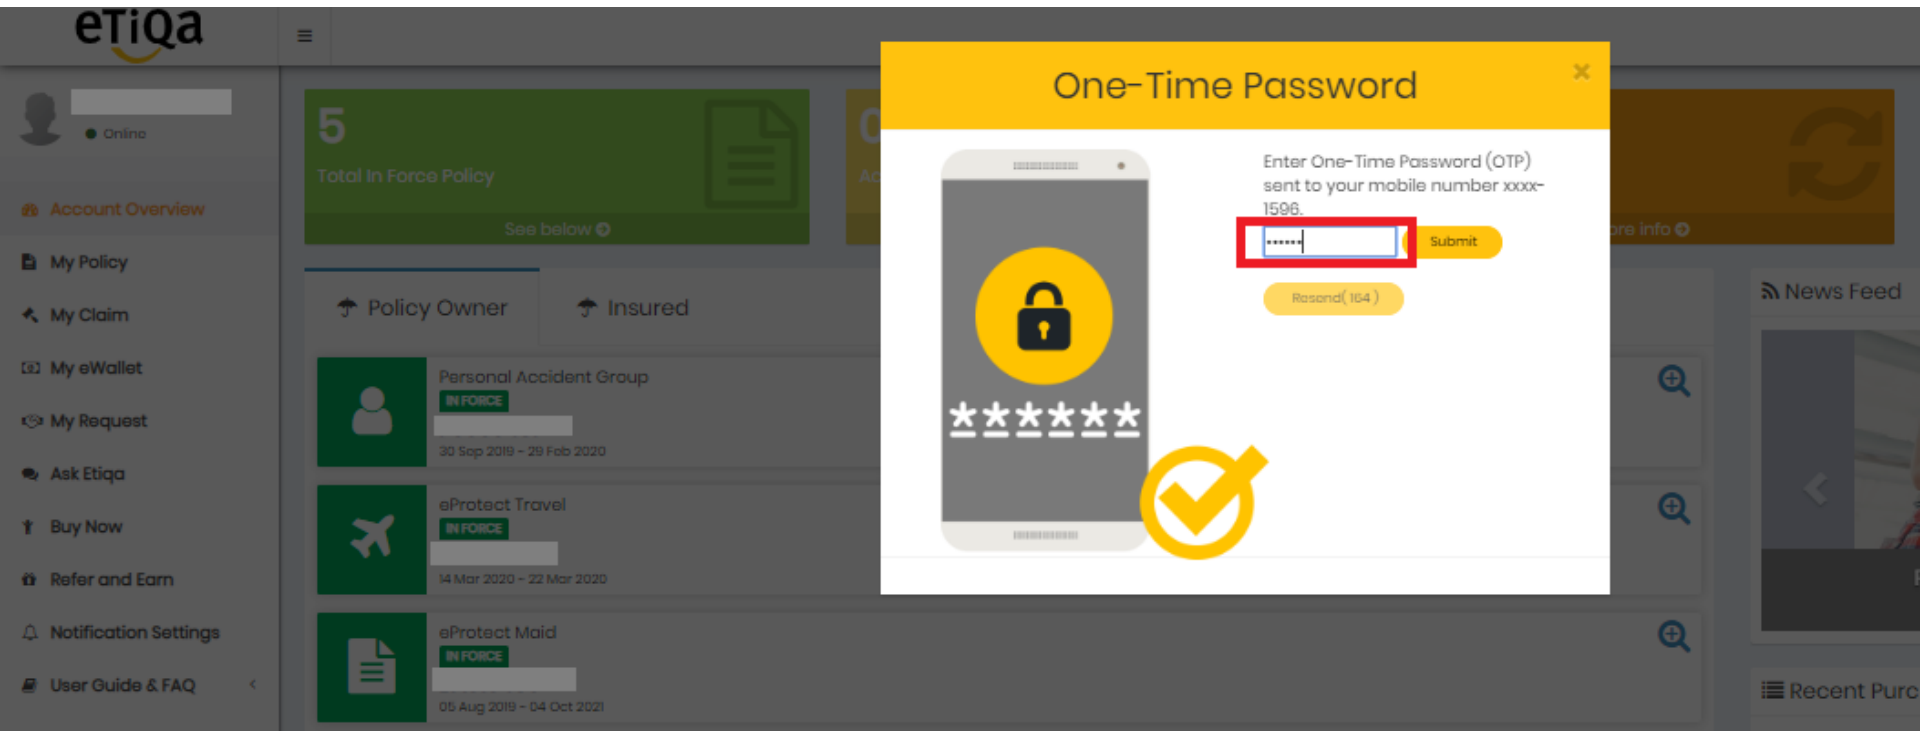 eTiQa
Online
Account Overview
My Policy
My Claim
My eWallet
My Request
Ask Etiqa
Buy Now
Refer and Earn
Notification Settings
User Guide & FAQ
5
Total In Force Policy
See below
0
ore info
Policy Owner
Insured
Personal Accident Group
IN FORCE
30 Sep 2019 - 29 Feb 2020
eProtect Travel
IN FORCE
14 Mar 2020 - 22 Mar 2020
eProtect Maid
IN FORCE
05 Aug 2019 - 04 Oct 2021
One-Time Password
Enter One-Time Password (OTP)
sent to your mobile number xxxx-
1596.
Submit
Resend( 164 )
******
News Feed
Recent Purc